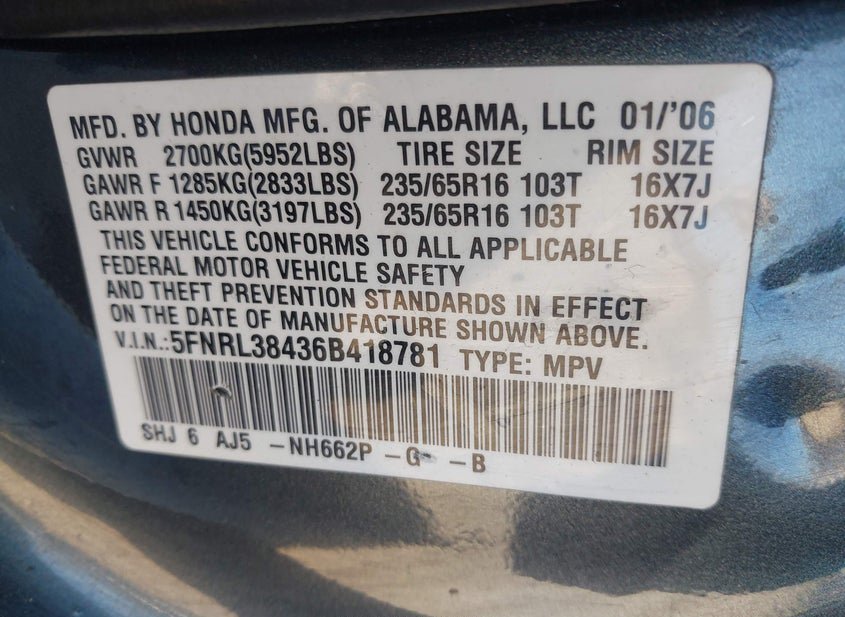 MFD. BY HONDA MFG. OF ALABAMA, LLC 01/'06
GVWR 2700KG(5952LBS) TIRE SIZE RIM SIZE
GAWR F 1285KG(2833LBS) 235/65R16 103T 16X7J
GAWR R 1450KG(3197LBS) 235/65R16 103T 16X7J
THIS VEHICLE CONFORMS TO ALL APPLICABLE
FEDERAL MOTOR VEHICLE SAFETY
AND THEFT PREVENTION STANDARDS IN EFFECT
ON THE DATE OF MANUFACTURE SHOWN ABOVE.
V.I.N.:5FNRL38436B418781 TYPE: MPV
SHJ 6 AJ5 -NH662P -G -B